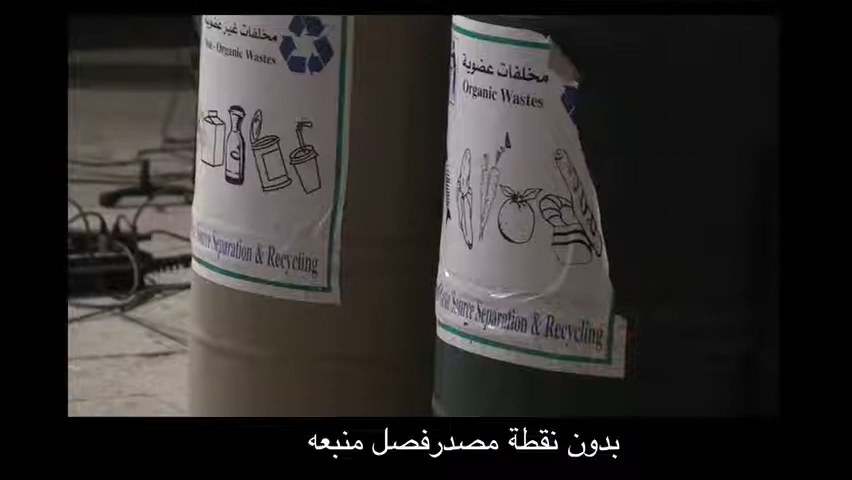 مخلفات غير عضوية
Non - Organic Wastes
Source Separation & Recycling
مخلفات عضوية
Organic Wastes
Source Separation & Recycling
بدون نقطة مصدرفصل منبعه